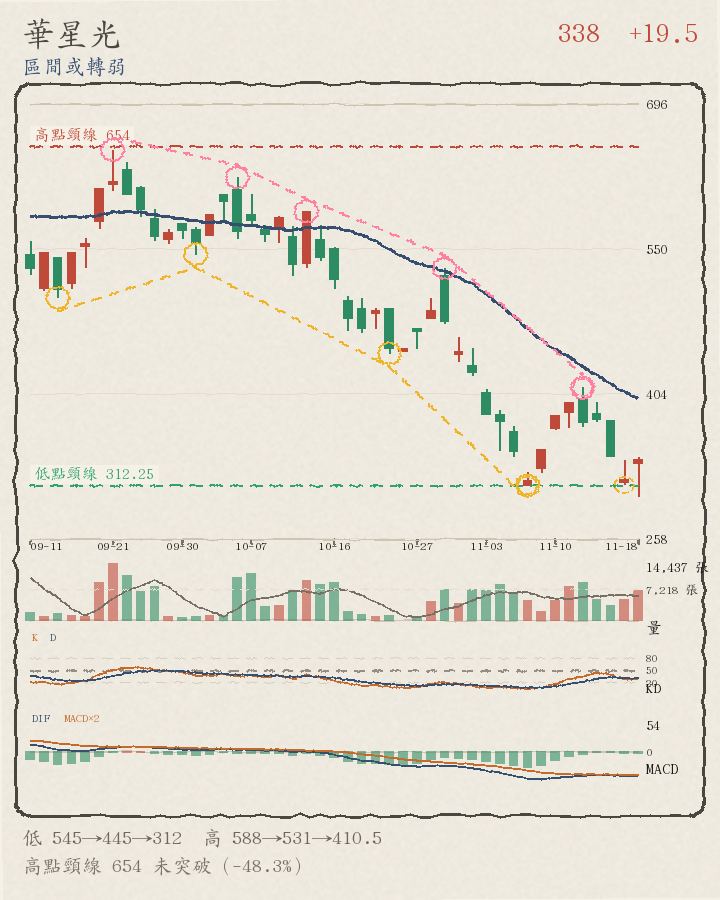 華星光
338 +19.5
區間或轉弱
696
高點頸線 654
550
404
低點頸線 312.25
258
09-11 09-21 09-30 10-07 10-16 10-27 11-03 11-10 11-18
14,437 張
7,218 張
量
K D
80
50
20
KD
DIF MACD×2
54
0
MACD
低 545→445→312 高 588→531→410.5
高點頸線 654 未突破 (-48.3%)